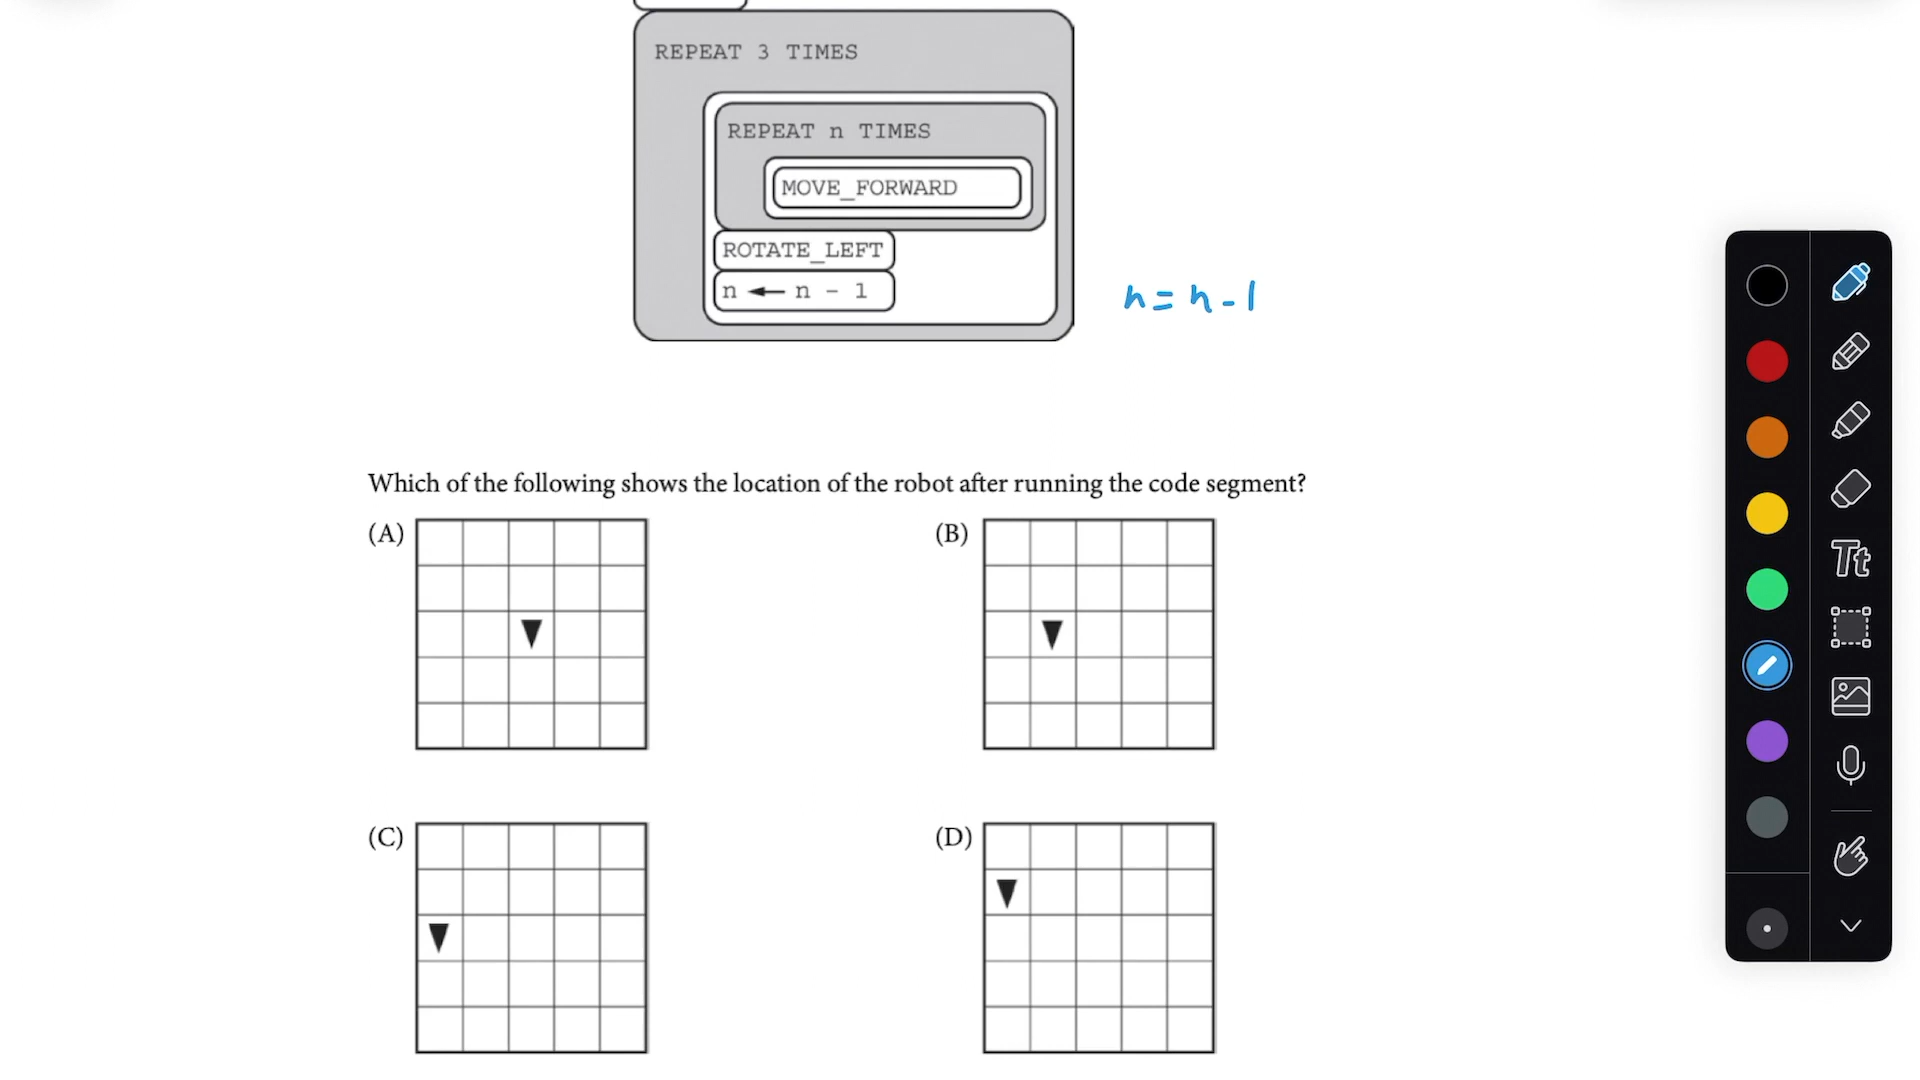 REPEAT 3 TIMES
REPEAT n TIMES
MOVE_FORWARD
ROTATE_LEFT
n ← n - 1
n = n - 1
Which of the following shows the location of the robot after running the code segment?
(A)
(B)
(C)
(D)
Tt